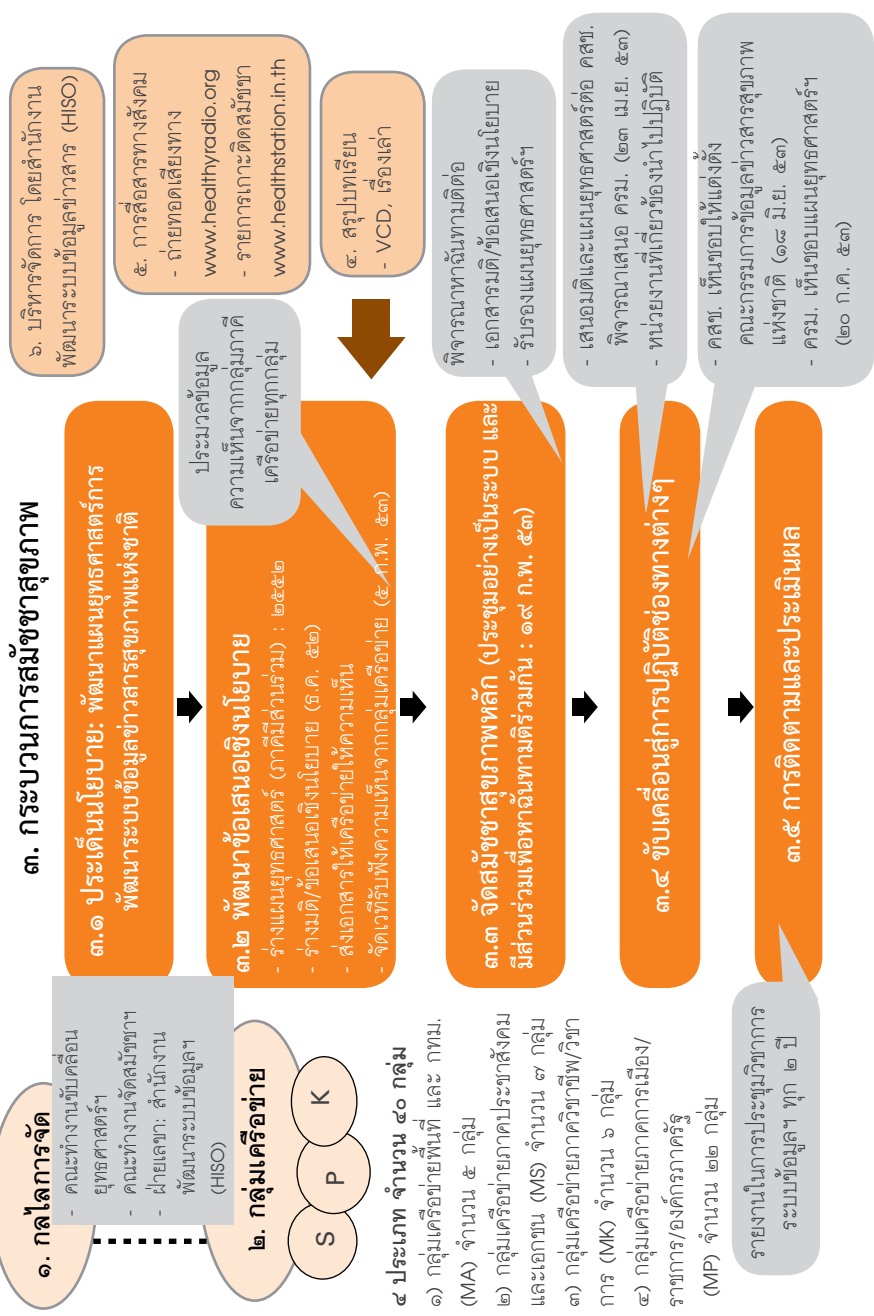 ๓. กระบวนการสมัชชาสุขภาพ
๑. กลไลการจัด
- คณะทำงานขับเคลื่อน
ยุทธศาสตร์ฯ
- คณะทำงานจัดสมัชชาฯ
- ฝ่ายเลขา: สำนักงาน
พัฒนาระบบข้อมูลฯ
(HISO)
๒. กลุ่มเครือข่าย
S
P
K
๔ ประเภท จำนวน ๔๐ กลุ่ม
๑) กลุ่มเครือข่ายพื้นที่ และ กทม.
(MA) จำนวน ๕ กลุ่ม
๒) กลุ่มเครือข่ายภาคประชาสังคม
และเอกชน (MS) จำนวน ๗ กลุ่ม
๓) กลุ่มเครือข่ายภาควิชาชีพ/วิชา
การ (MK) จำนวน ๖ กลุ่ม
๔) กลุ่มเครือข่ายภาคการเมือง/
ราชการ/องค์กรภาครัฐ
(MP) จำนวน ๒๒ กลุ่ม
รายงานในการประชุมวิชาการ
ระบบข้อมูลฯ ทุก ๒ ปี
๓.๑ ประเด็นนโยบาย: พัฒนาแผนยุทธศาสตร์การ
พัฒนาระบบข้อมูลข่าวสารสุขภาพแห่งชาติ
๓.๒ พัฒนาข้อเสนอเชิงนโยบาย
- ร่างแผนยุทธศาสตร์ (ภาคีมีส่วนร่วม) : ๒๕๕๒
- ร่างมติ/ข้อเสนอเชิงนโยบาย (ธ.ค. ๕๒)
- ส่งเอกสารให้เครือข่ายให้ความเห็น
- จัดเวทีรับฟังความเห็นจากกลุ่มเครือข่าย (๕ ก.พ. ๕๓)
๓.๓ จัดสมัชชาสุขภาพหลัก (ประชุมอย่างเป็นระบบ และ
มีส่วนร่วมเพื่อหาฉันทามติร่วมกัน : ๑๙ ก.พ. ๕๓)
๓.๔ ขับเคลื่อนสู่การปฏิบัติช่องทางต่างๆ
๓.๕ การติดตามและประเมินผล
๖. บริหารจัดการ โดยสำนักงาน
พัฒนาระบบข้อมูลข่าวสาร (HISO)
๕. การสื่อสารทางสังคม
- ถ่ายทอดเสียงทาง
www.healthyradio.org
- รายการเกาะติดสมัชชา
www.healthstation.in.th
๔. สรุปบทเรียน
- VCD, เรื่องเล่า
ประมวลข้อมูล
ความเห็นจากกลุ่มภาคี
เครือข่ายทุกกลุ่ม
พิจารณาหาฉันทามติต่อ
- เอกสารมติ/ข้อเสนอเชิงนโยบาย
- รับรองแผนยุทธศาสตร์ฯ
- เสนอมติและแผนยุทธศาสตร์ต่อ คสช.
พิจารณาเสนอ ครม. (๒๓ เม.ย. ๕๓)
- หน่วยงานที่เกี่ยวข้องนำไปปฏิบัติ
- คสช. เห็นชอบให้แต่งตั้ง
คณะกรรมการข้อมูลข่าวสารสุขภาพ
แห่งชาติ (๑๘ มิ.ย. ๕๓)
- ครม. เห็นชอบแผนยุทธศาสตร์ฯ
(๒๐ ก.ค. ๕๓)